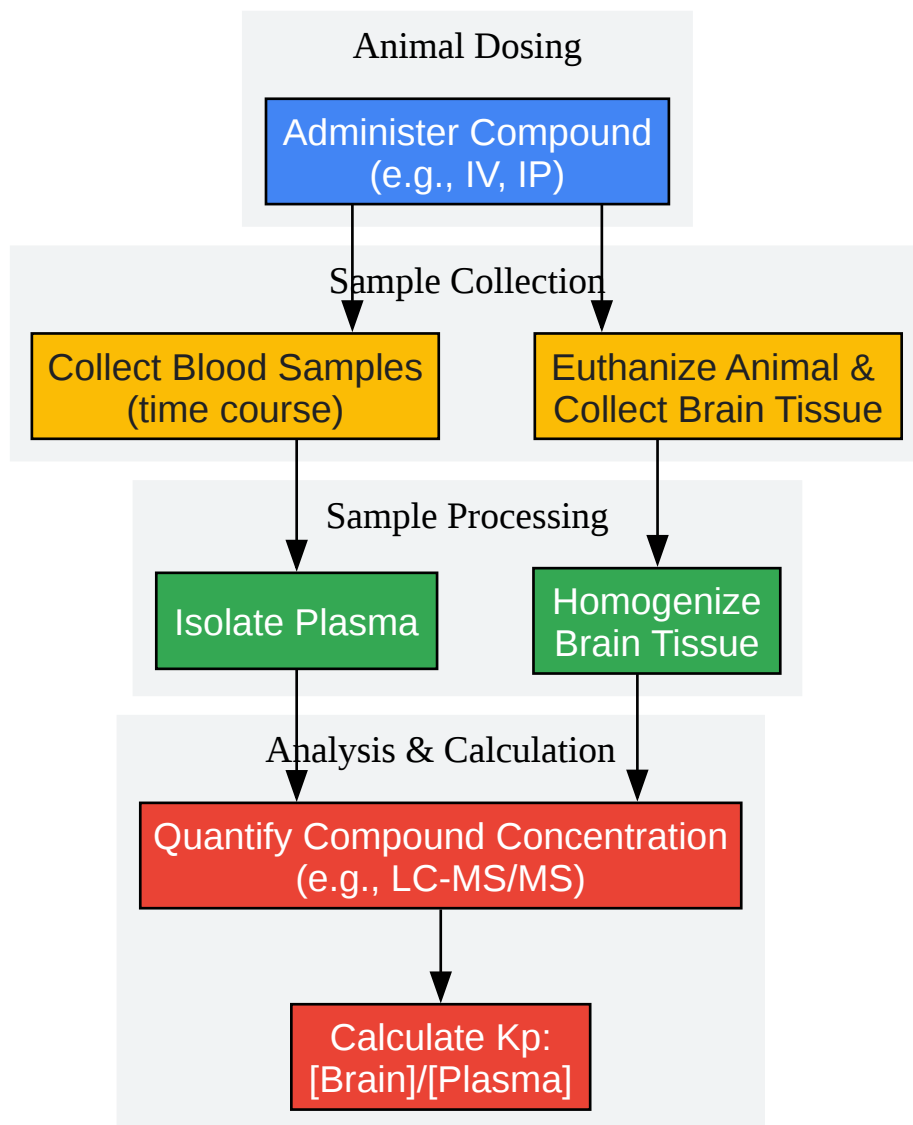 Animal Dosing
Administer Compound
(e.g., IV, IP)
Sample Collection
Collect Blood Samples
(time course)
Euthanize Animal &
Collect Brain Tissue
Sample Processing
Isolate Plasma
Homogenize
Brain Tissue
Analysis & Calculation
Quantify Compound Concentration
(e.g., LC-MS/MS)
Calculate Kp:
[Brain]/[Plasma]